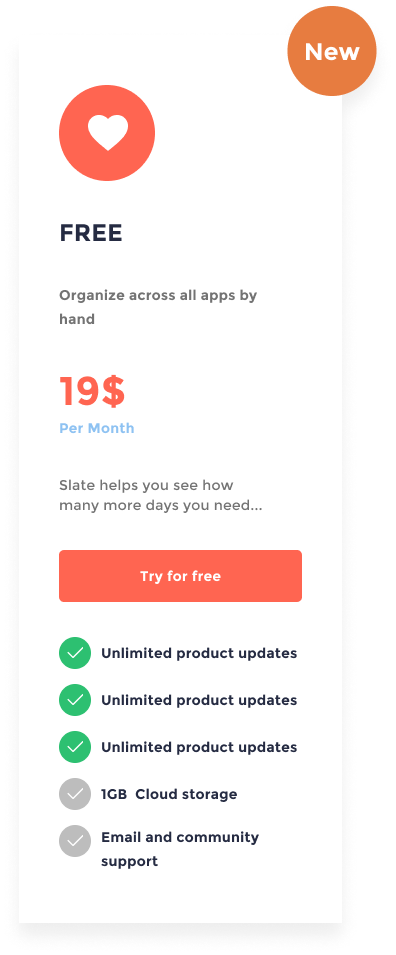 New
FREE
Organize across all apps by
hand
19$
Per Month
Slate helps you see how
many more days you need...
Try for free
Unlimited product updates
Unlimited product updates
Unlimited product updates
1GB  Cloud storage
Email and community
support